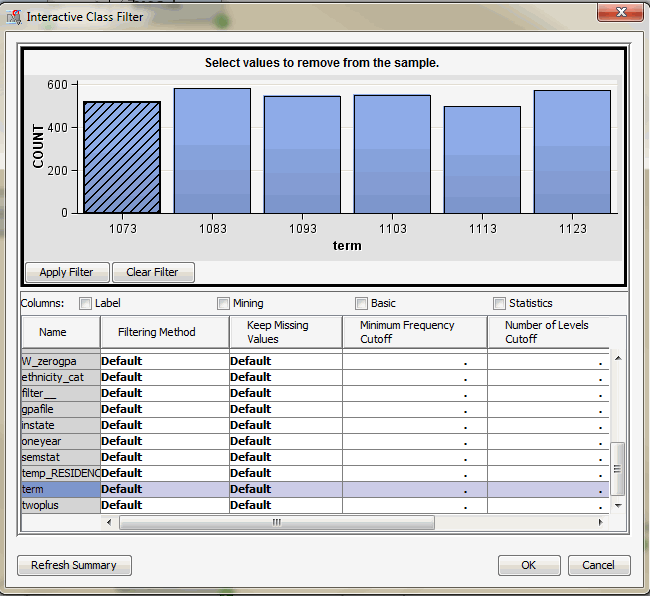 Interactive Class Filter
Select values to remove from the sample.
600
400
200
0
COUNT
1073 1083 1093 1103 1113 1123
term
Apply Filter Clear Filter
Columns: Label Mining Basic Statistics
Name Filtering Method Keep Missing Values Minimum Frequency Cutoff Number of Levels Cutoff
W_zerogpa Default Default
ethnicity_cat Default Default . .
filter__ Default Default . .
gpafile Default Default . .
instate Default Default . .
oneyear Default Default . .
semstat Default Default . .
temp_RESIDENC Default Default . .
term Default Default . .
twoplus Default Default . .
Refresh Summary OK Cancel